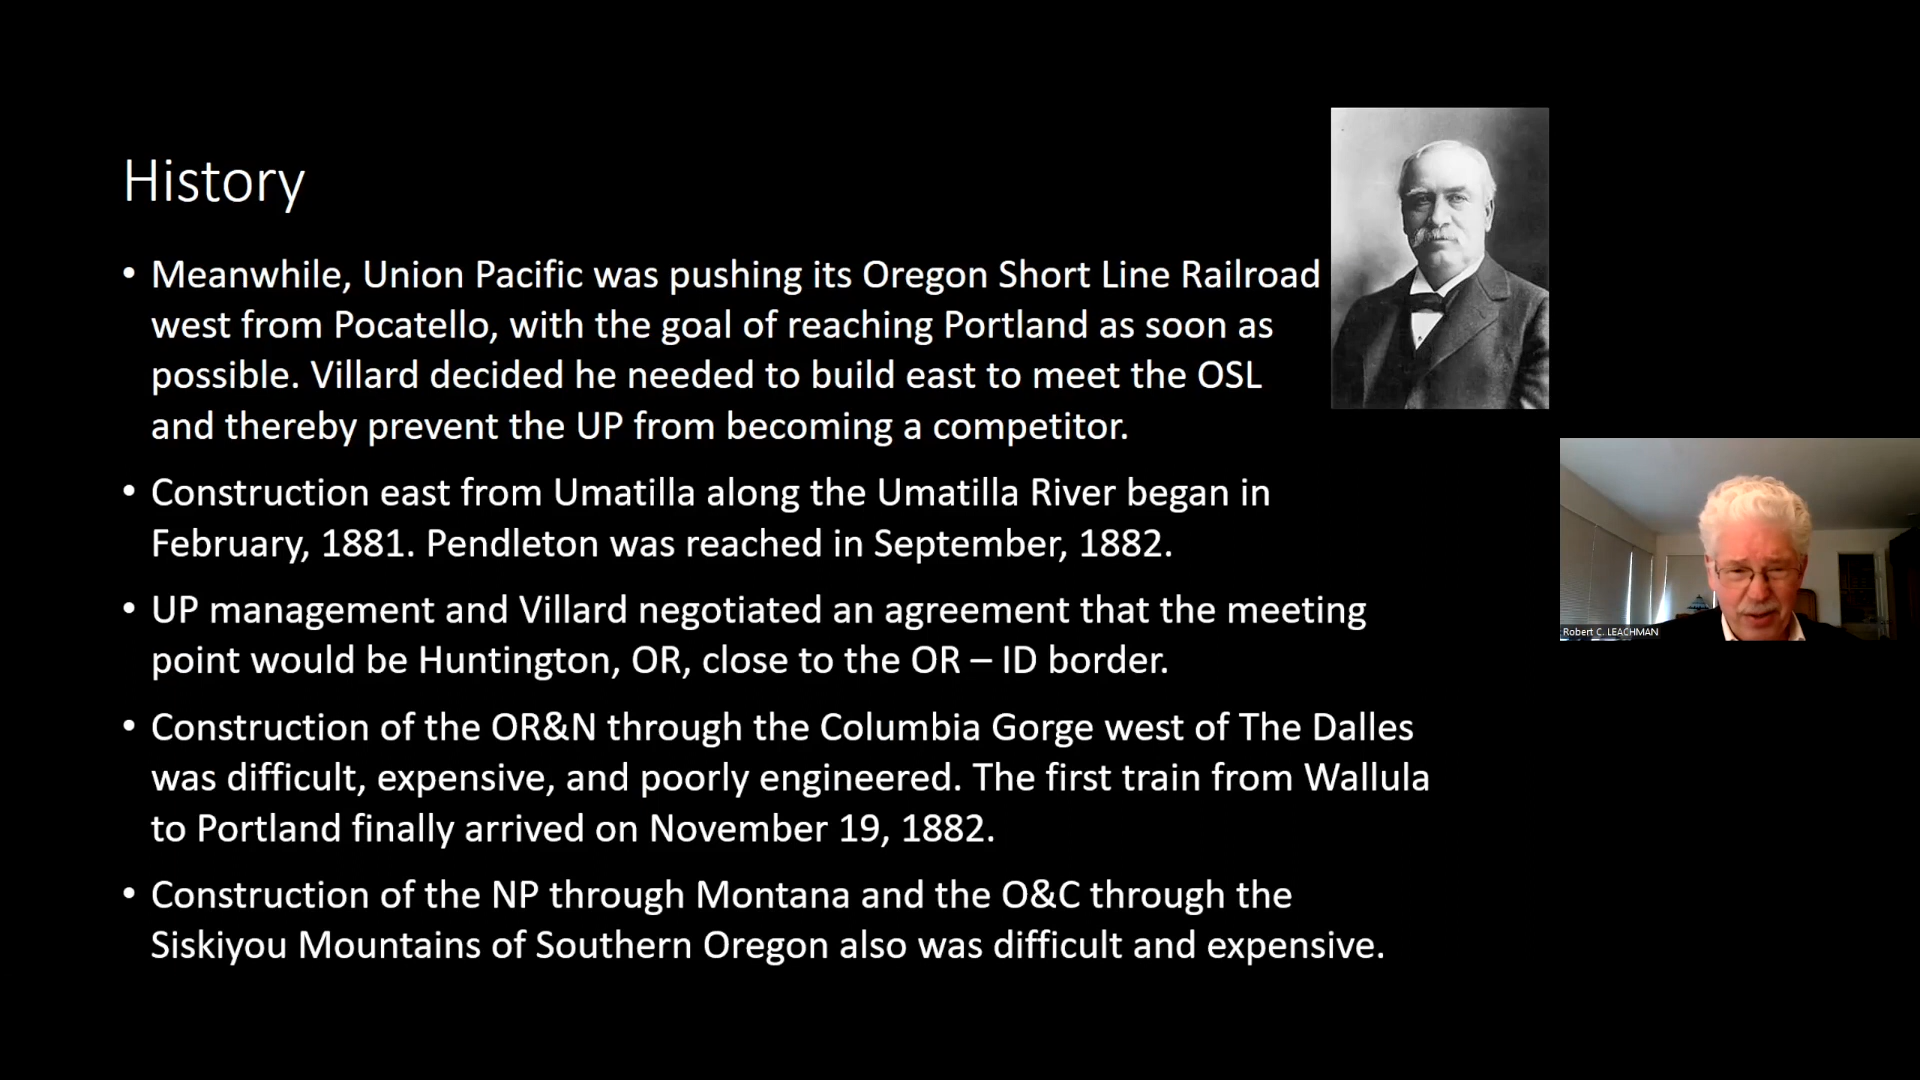 History
• Meanwhile, Union Pacific was pushing its Oregon Short Line Railroad
west from Pocatello, with the goal of reaching Portland as soon as
possible. Villard decided he needed to build east to meet the OSL
and thereby prevent the UP from becoming a competitor.
• Construction east from Umatilla along the Umatilla River began in
February, 1881. Pendleton was reached in September, 1882.
• UP management and Villard negotiated an agreement that the meeting
point would be Huntington, OR, close to the OR – ID border.
• Construction of the OR&N through the Columbia Gorge west of The Dalles
was difficult, expensive, and poorly engineered. The first train from Wallula
to Portland finally arrived on November 19, 1882.
• Construction of the NP through Montana and the O&C through the
Siskiyou Mountains of Southern Oregon also was difficult and expensive.
Robert C. LEACHMAN